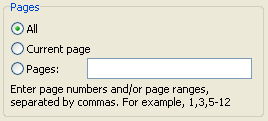 Pages
All
Current page
Pages:
Enter page numbers and/or page ranges,
separated by commas. For example, 1,3,5-12